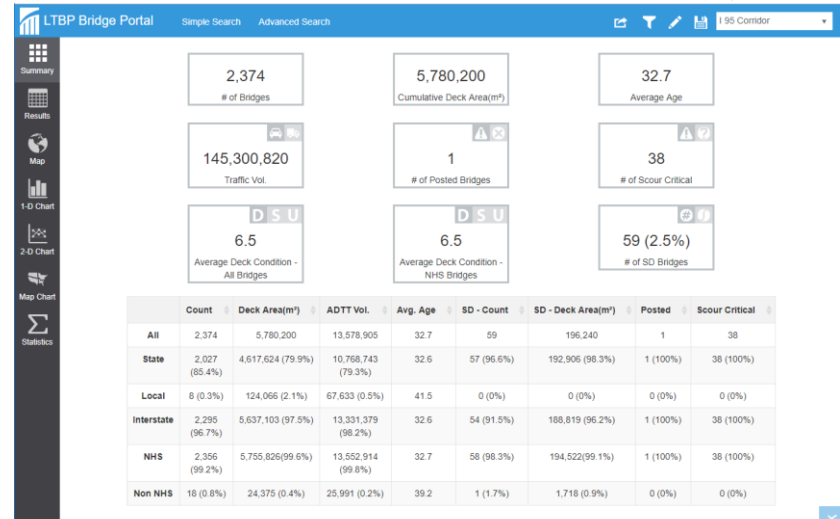 LTBP Bridge Portal Simple Search Advanced Search I 95 Corridor
Summary
Results
Map
1-D Chart
2-D Chart
Map Chart
Statistics
2,374
# of Bridges
5,780,200
Cumulative Deck Area(m²)
32.7
Average Age
145,300,820
Traffic Vol.
1
# of Posted Bridges
38
# of Scour Critical
D S U
6.5
Average Deck Condition -
All Bridges
D S U
6.5
Average Deck Condition -
NHS Bridges
#
59 (2.5%)
# of SD Bridges
Count Deck Area(m²) ADTT Vol. Avg. Age SD - Count SD - Deck Area(m²) Posted Scour Critical
All 2,374 5,780,200 13,578,905 32.7 59 196,240 1 38
State 2,027 4,617,624 (79.9%) 10,768,743 32.6 57 (96.6%) 192,906 (98.3%) 1 (100%) 38 (100%)
(85.4%) (79.3%)
Local 8 (0.3%) 124,066 (2.1%) 67,633 (0.5%) 41.5 0 (0%) 0 (0%) 0 (0%) 0 (0%)
Interstate 2,295 5,637,103 (97.5%) 13,331,379 32.6 54 (91.5%) 188,819 (96.2%) 1 (100%) 38 (100%)
(96.7%) (98.2%)
NHS 2,356 5,755,826(99.6%) 13,552,914 32.7 58 (98.3%) 194,522(99.1%) 1 (100%) 38 (100%)
(99.2%) (99.8%)
Non NHS 18 (0.8%) 24,375 (0.4%) 25,991 (0.2%) 39.2 1 (1.7%) 1,718 (0.9%) 0 (0%) 0 (0%)